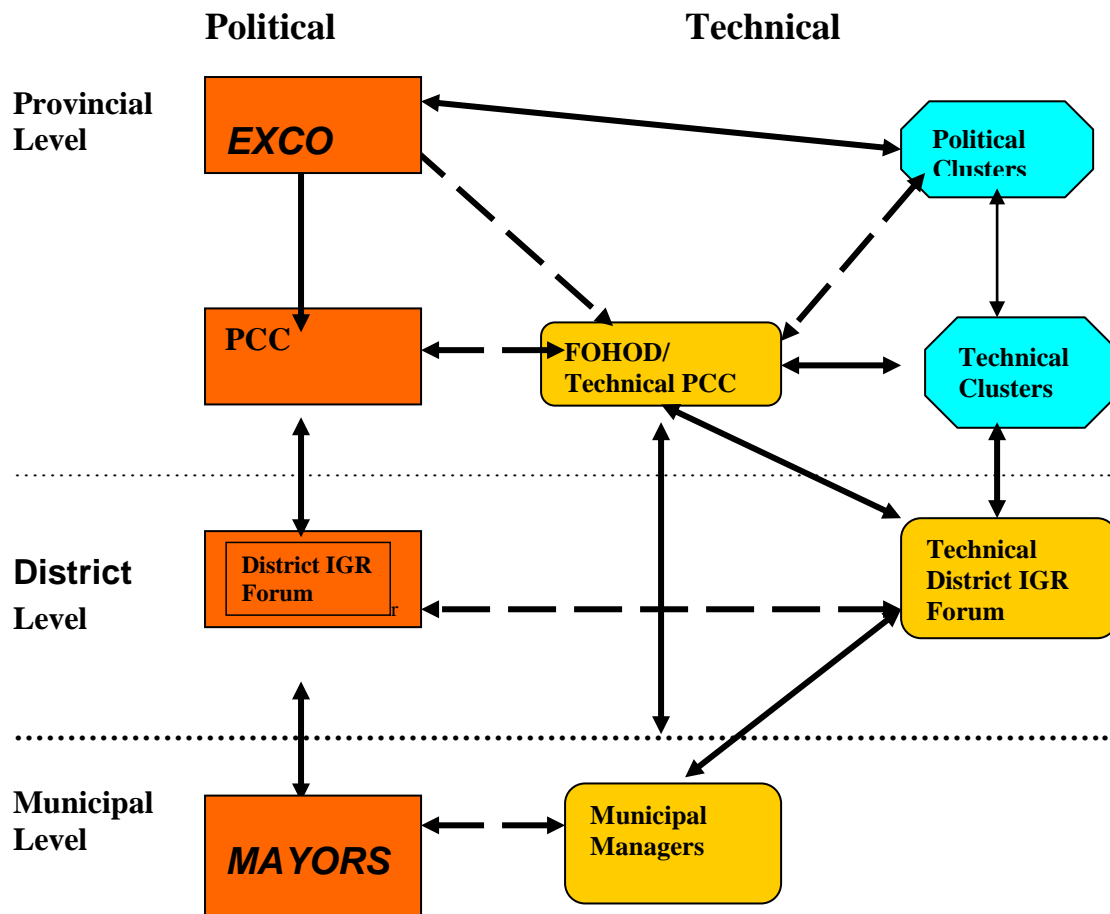 Political
Technical
Provincial
Level
EXCO
Political
Clusters
PCC
FOHOD/
Technical PCC
Technical
Clusters
District
Level
District IGR
Forum
r
Technical
District IGR
Forum
Municipal
Level
MAYORS
Municipal
Managers